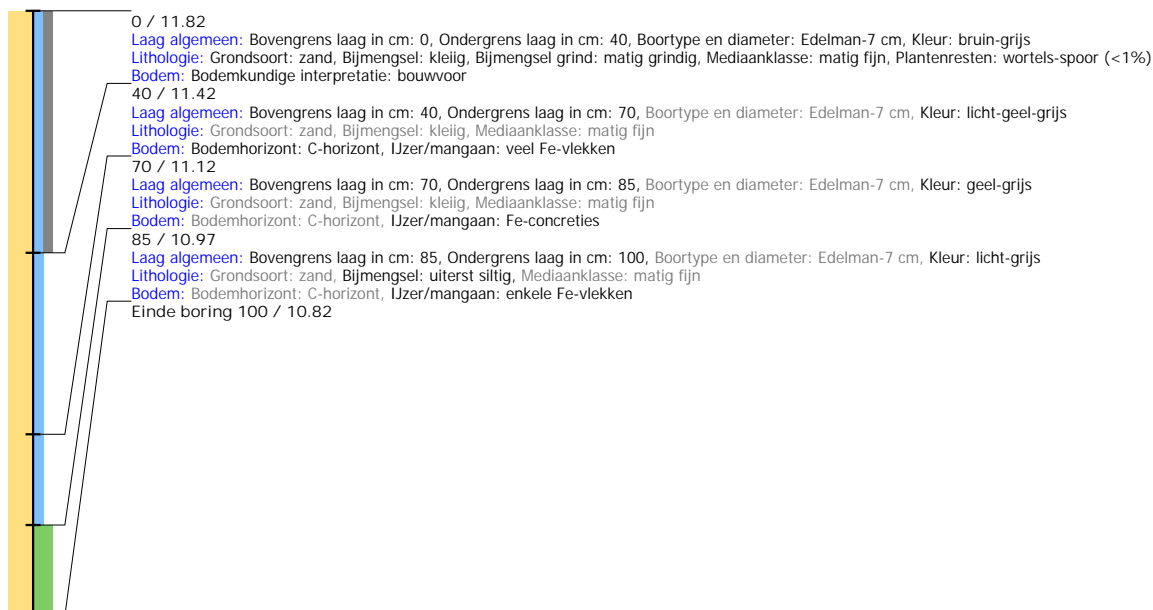 0 / 11.82
Laag algemeen: Bovengrens laag in cm: 0, Ondergrens laag in cm: 40, Boortype en diameter: Edelman-7 cm, Kleur: bruin-grijs
Lithologie: Grondsoort: zand, Bijmengsel: kleiig, Bijmengsel grind: matig grindig, Mediaanklasse: matig fijn, Plantenresten: wortels-spoor (<1%)
Bodem: Bodemkundige interpretatie: bouwvoor
40 / 11.42
Laag algemeen: Bovengrens laag in cm: 40, Ondergrens laag in cm: 70, Boortype en diameter: Edelman-7 cm, Kleur: licht-geel-grijs
Lithologie: Grondsoort: zand, Bijmengsel: kleiig, Mediaanklasse: matig fijn
Bodem: Bodemhorizont: C-horizont, IJzer/mangaan: veel Fe-vlekken
70 / 11.12
Laag algemeen: Bovengrens laag in cm: 70, Ondergrens laag in cm: 85, Boortype en diameter: Edelman-7 cm, Kleur: geel-grijs
Lithologie: Grondsoort: zand, Bijmengsel: kleiig, Mediaanklasse: matig fijn
Bodem: Bodemhorizont: C-horizont, IJzer/mangaan: Fe-concreties
85 / 10.97
Laag algemeen: Bovengrens laag in cm: 85, Ondergrens laag in cm: 100, Boortype en diameter: Edelman-7 cm, Kleur: licht-grijs
Lithologie: Grondsoort: zand, Bijmengsel: uiterst siltig, Mediaanklasse: matig fijn
Bodem: Bodemhorizont: C-horizont, IJzer/mangaan: enkele Fe-vlekken
Einde boring 100 / 10.82